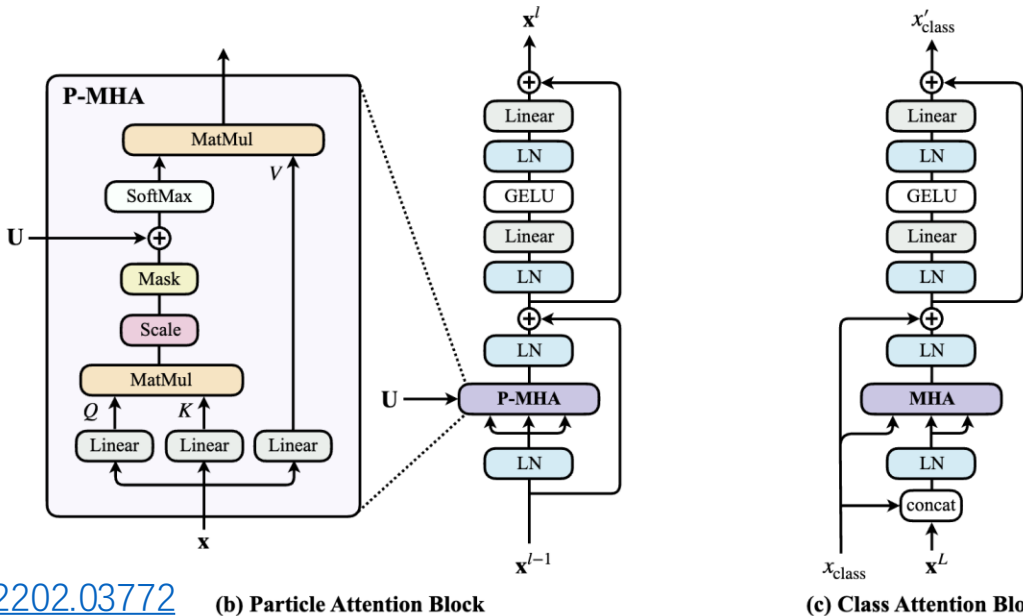 P-MHA
MatMul
V
SoftMax
U
Mask
Scale
MatMul
Q
K
Linear
Linear
Linear
x
x^l
Linear
LN
GELU
Linear
LN
LN
U
P-MHA
LN
x^{l-1}
x'_class
Linear
LN
GELU
Linear
LN
LN
MHA
LN
concat
x_class
x^L
2202.03772
(b) Particle Attention Block
(c) Class Attention Blo